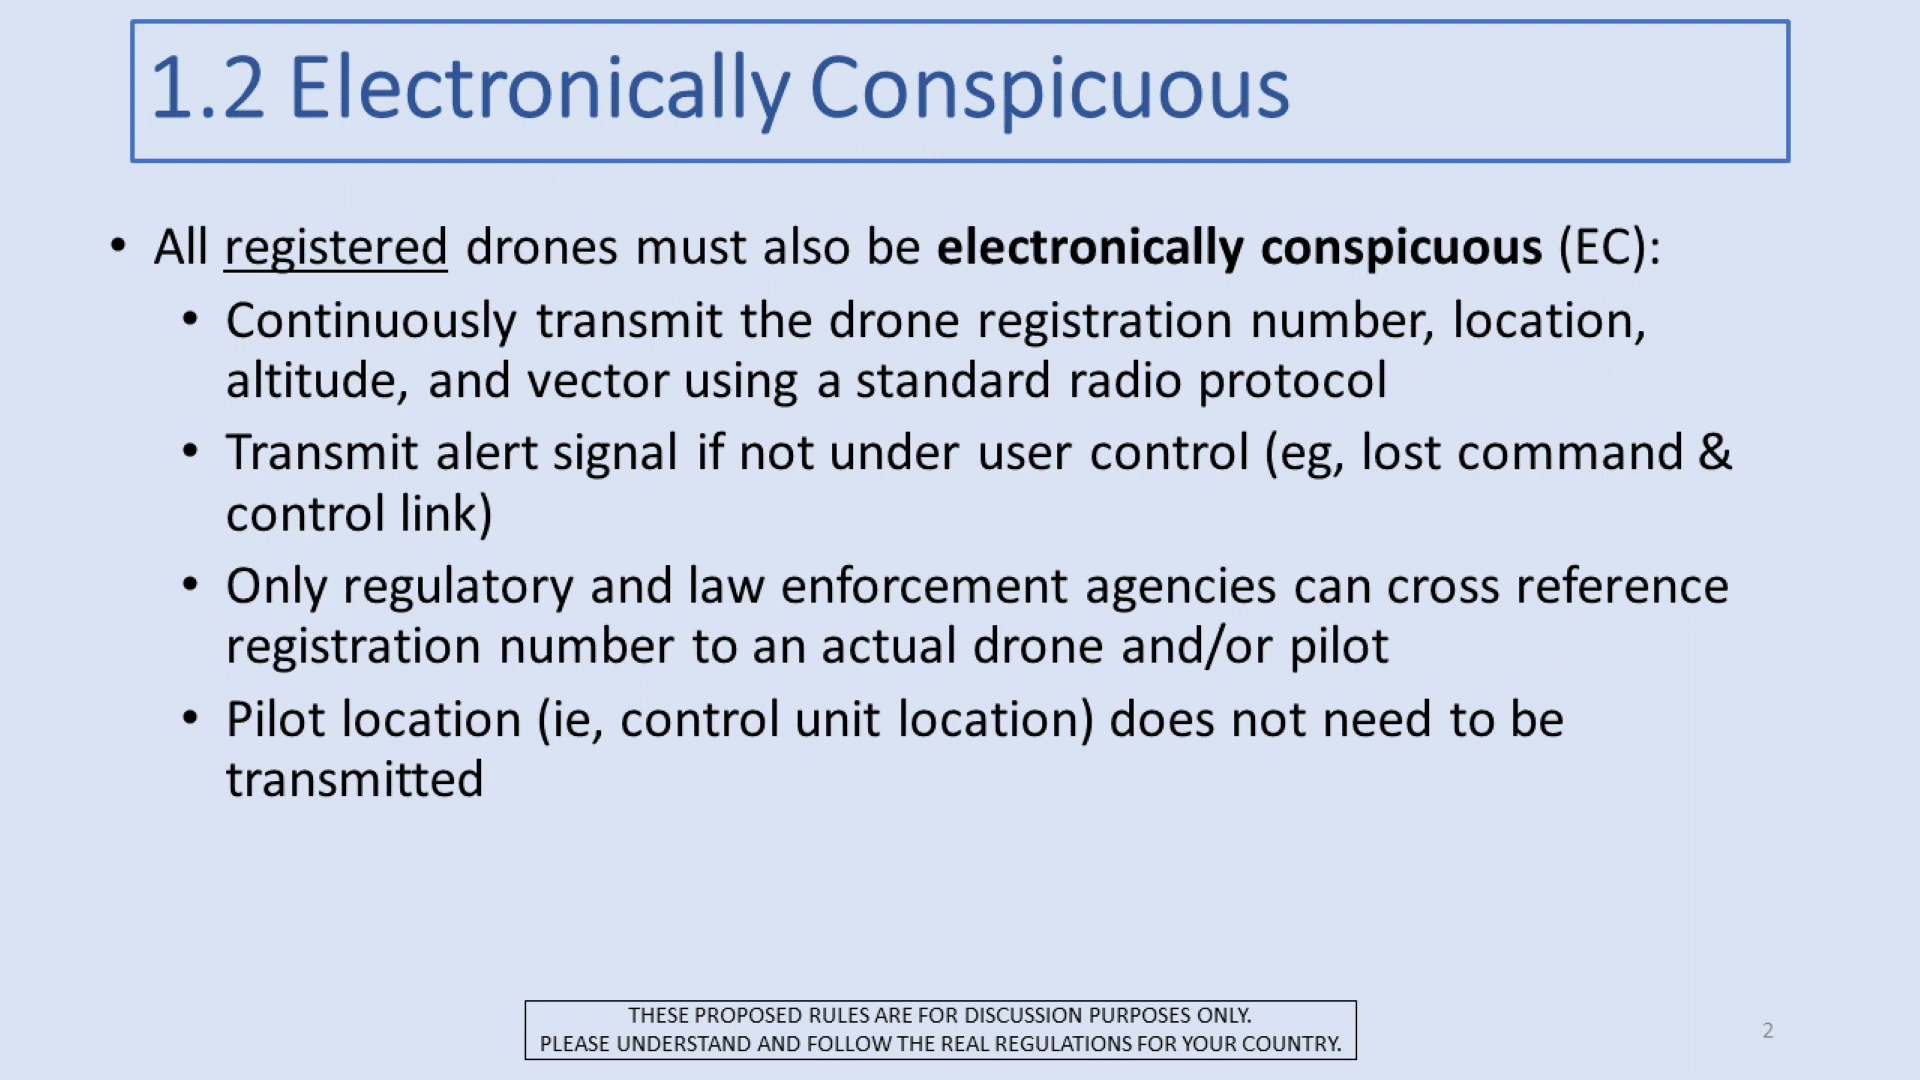 1.2 Electronically Conspicuous
• All registered drones must also be electronically conspicuous (EC):
• Continuously transmit the drone registration number, location,
altitude, and vector using a standard radio protocol
• Transmit alert signal if not under user control (eg, lost command &
control link)
• Only regulatory and law enforcement agencies can cross reference
registration number to an actual drone and/or pilot
• Pilot location (ie, control unit location) does not need to be
transmitted
THESE PROPOSED RULES ARE FOR DISCUSSION PURPOSES ONLY.
PLEASE UNDERSTAND AND FOLLOW THE REAL REGULATIONS FOR YOUR COUNTRY.
2